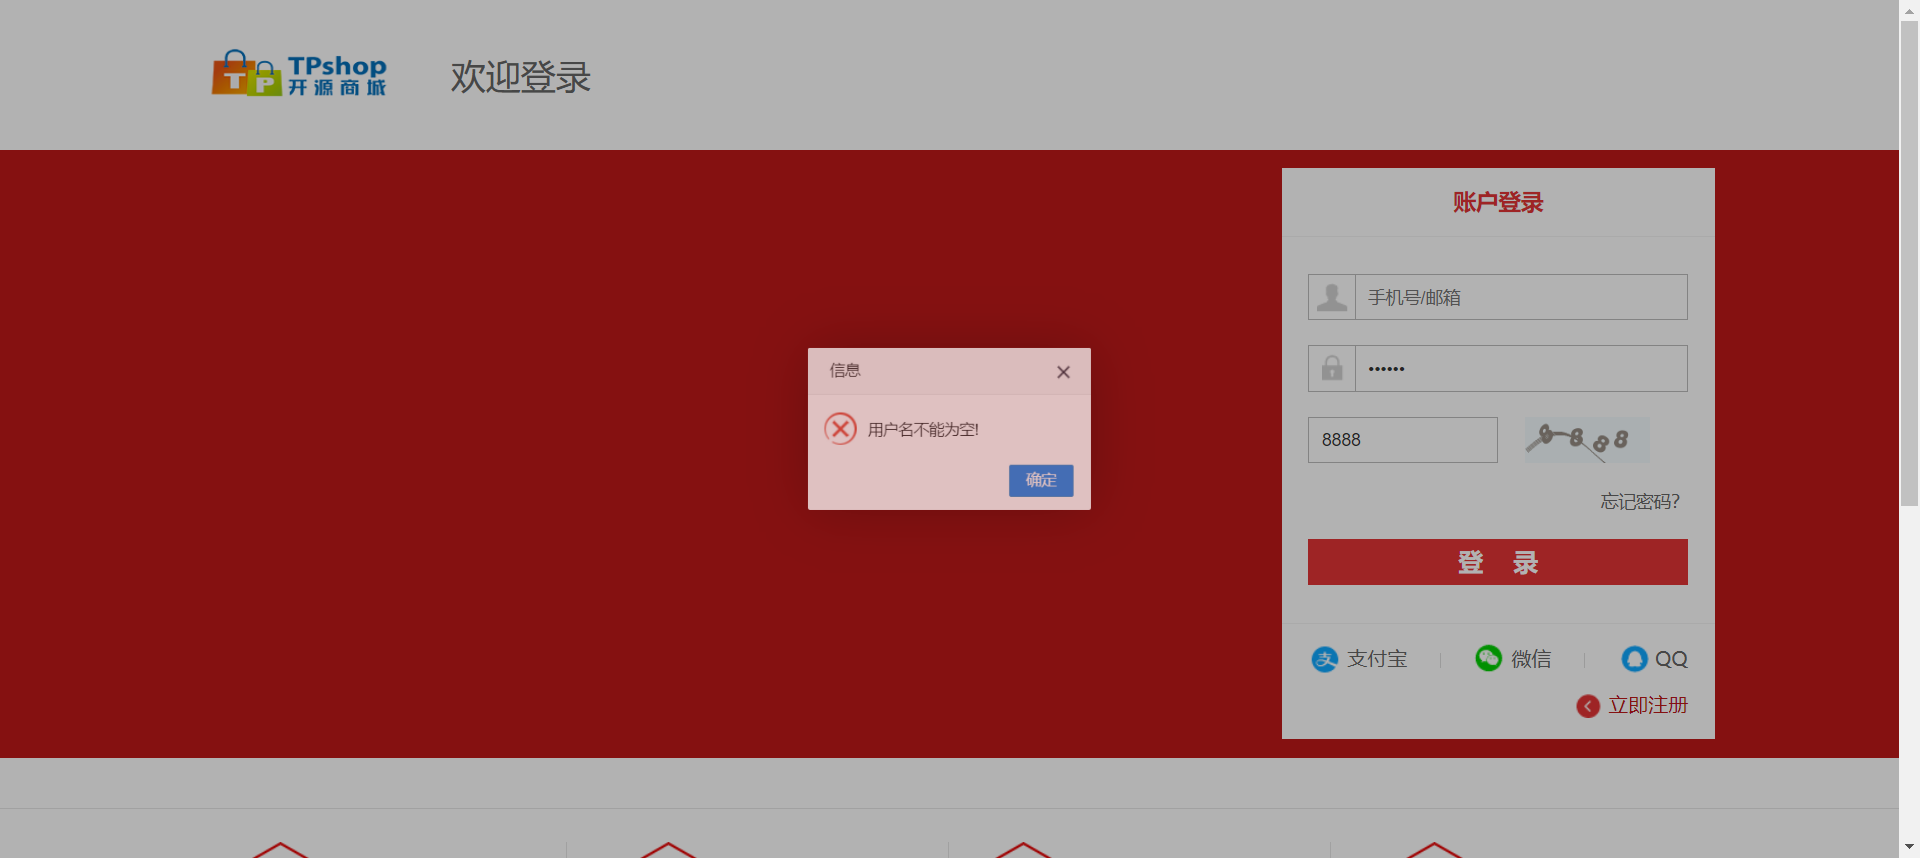 TPshop
开源商城
欢迎登录
账户登录
手机号/邮箱
••••••
8888
8888
忘记密码?
登 录
支付宝
微信
QQ
立即注册
信息
用户名不能为空!
确定